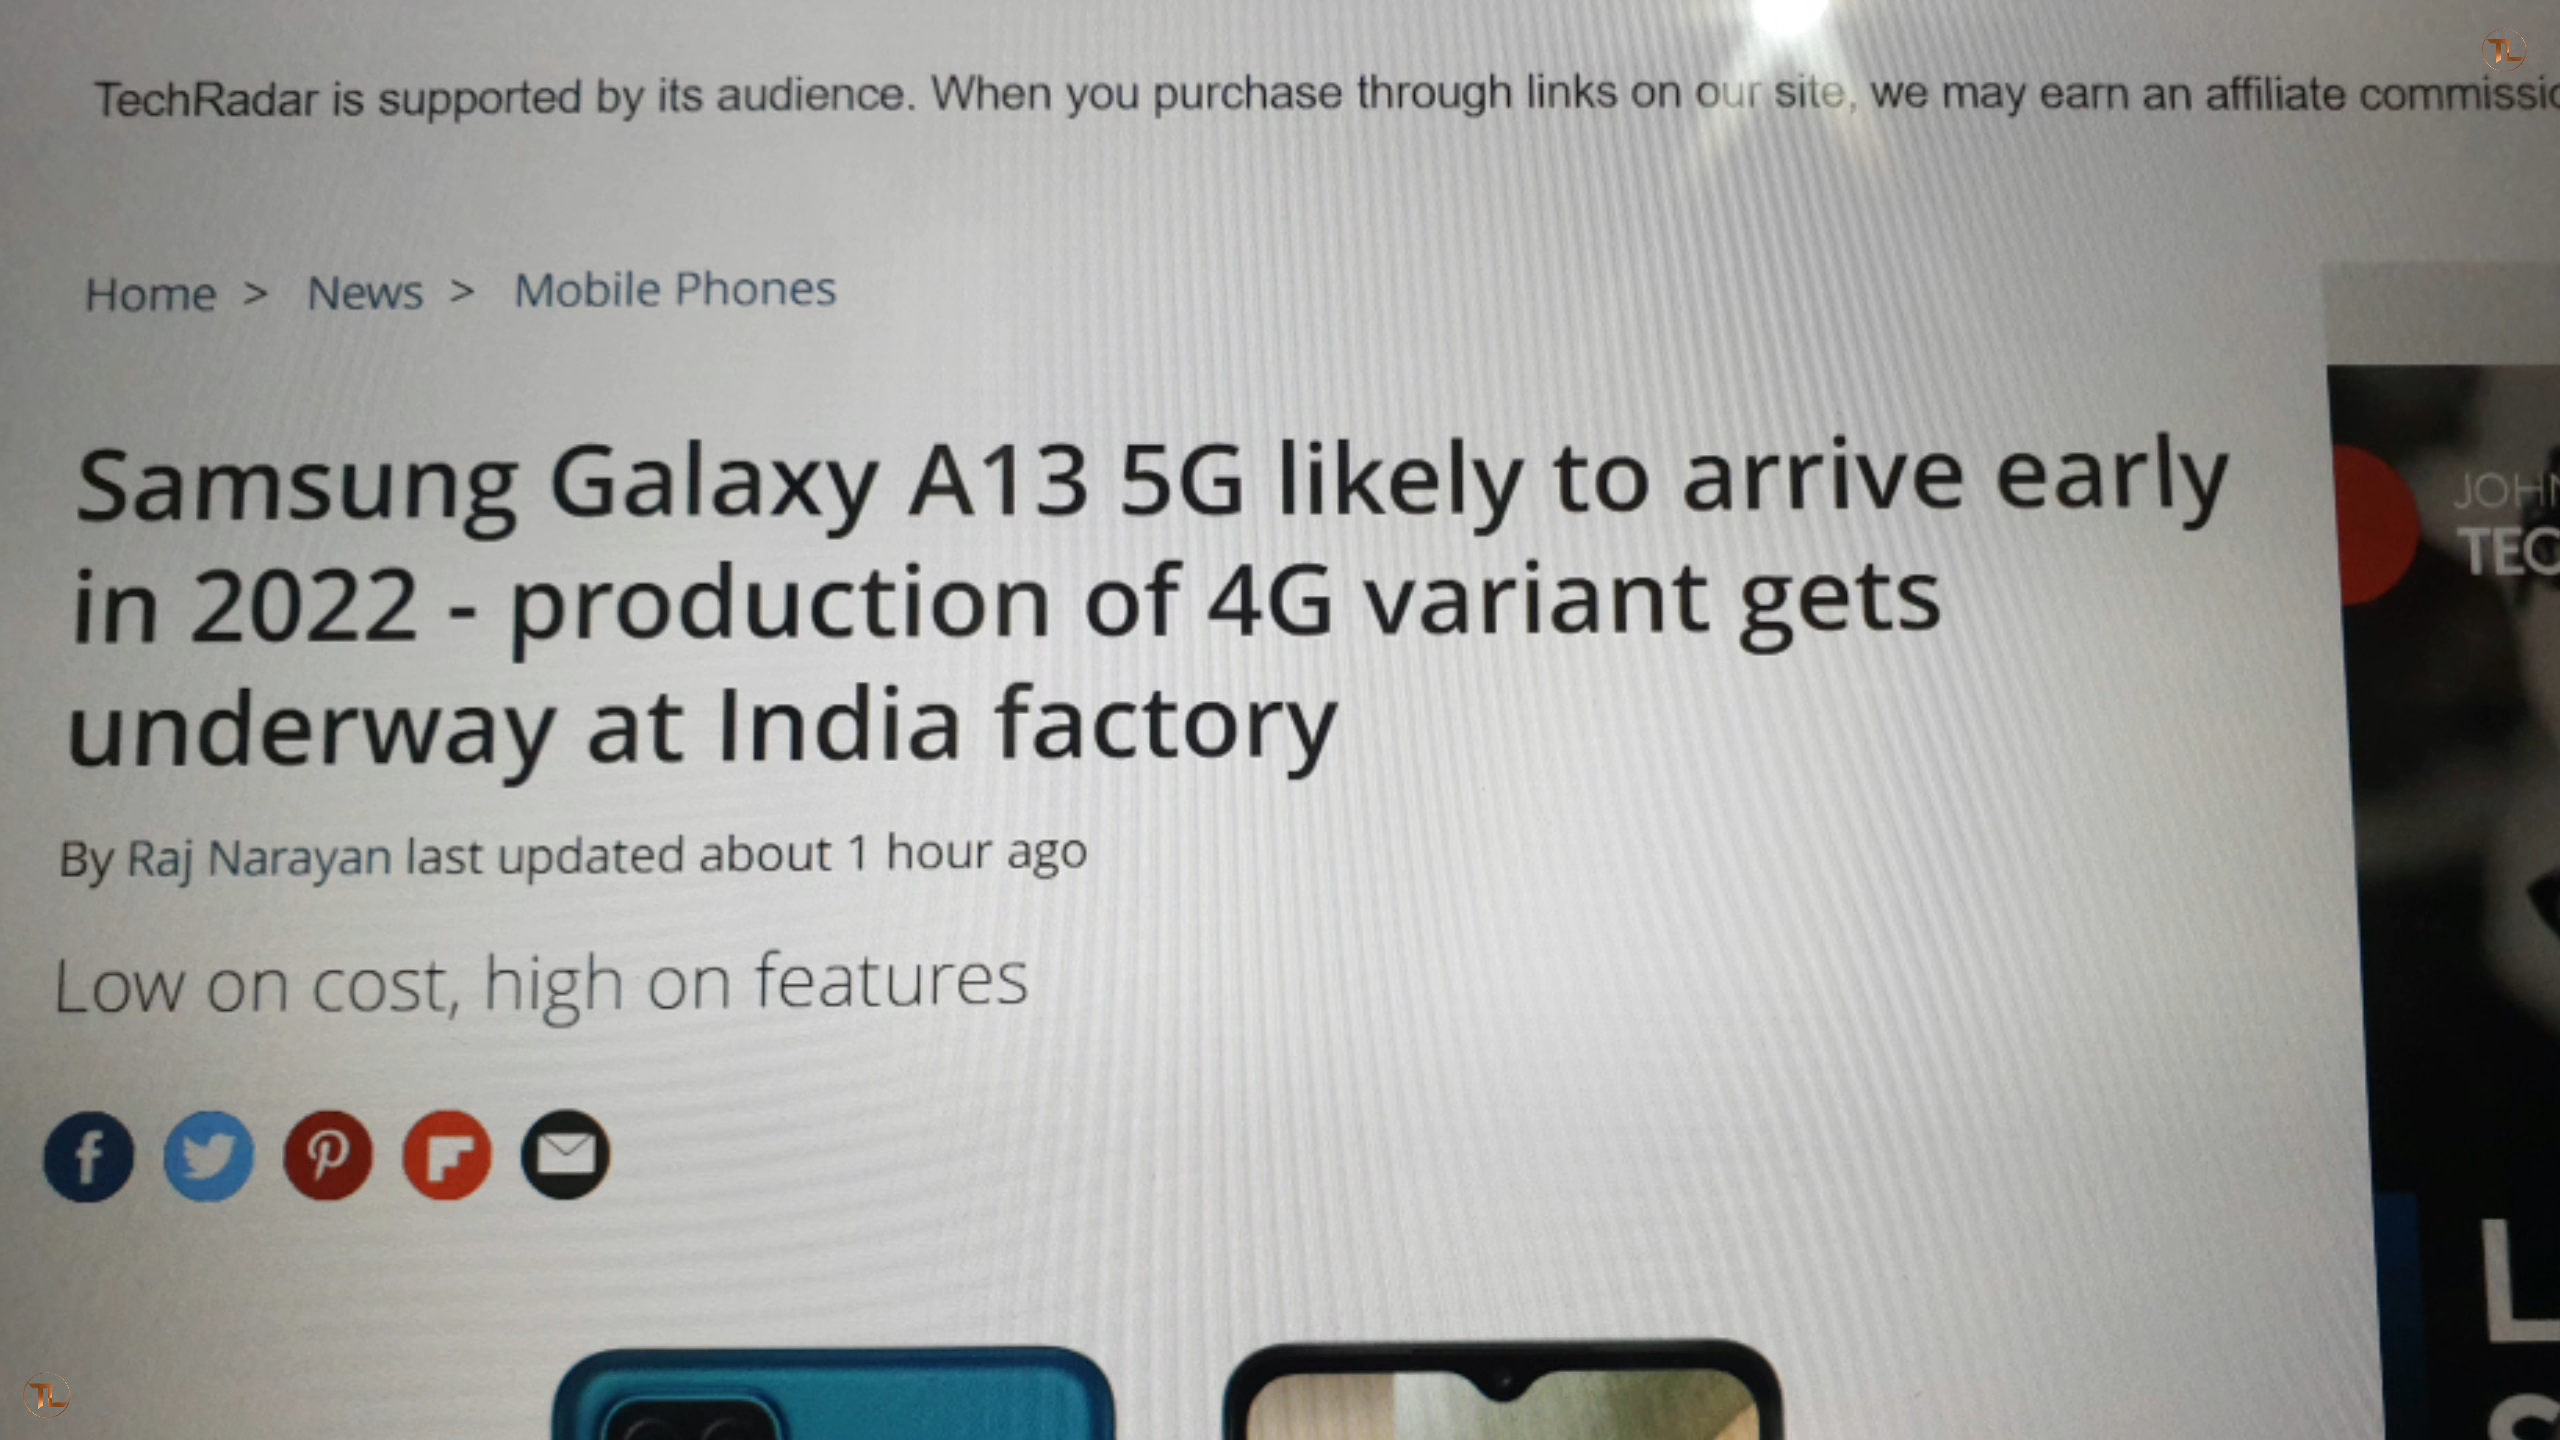 TL
TechRadar is supported by its audience. When you purchase through links on our site, we may earn an affiliate
Home > News > Mobile Phones
Samsung Galaxy A13 5G likely to arrive early
in 2022 - production of 4G variant gets
underway at India factory
By Raj Narayan last updated about 1 hour ago
Low on cost, high on features
TL